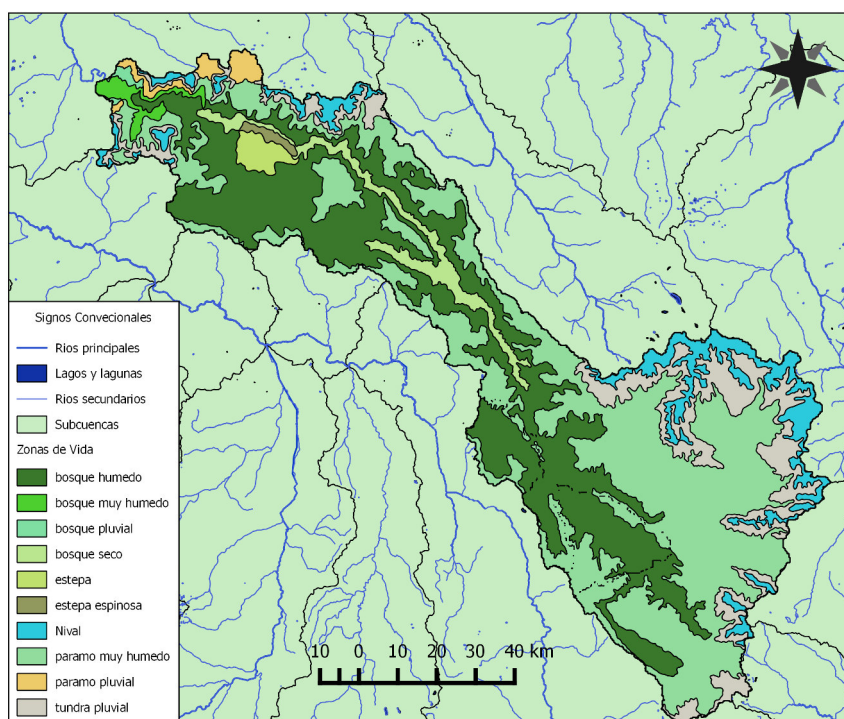 Signos Convecionales
Rios principales
Lagos y lagunas
Rios secundarios
Subcuencas
Zonas de Vida
bosque humedo
bosque muy humedo
bosque pluvial
bosque seco
estepa
estepa espinosa
Nival
paramo muy humedo
paramo pluvial
tundra pluvial
10 0 10 20 30 40 km